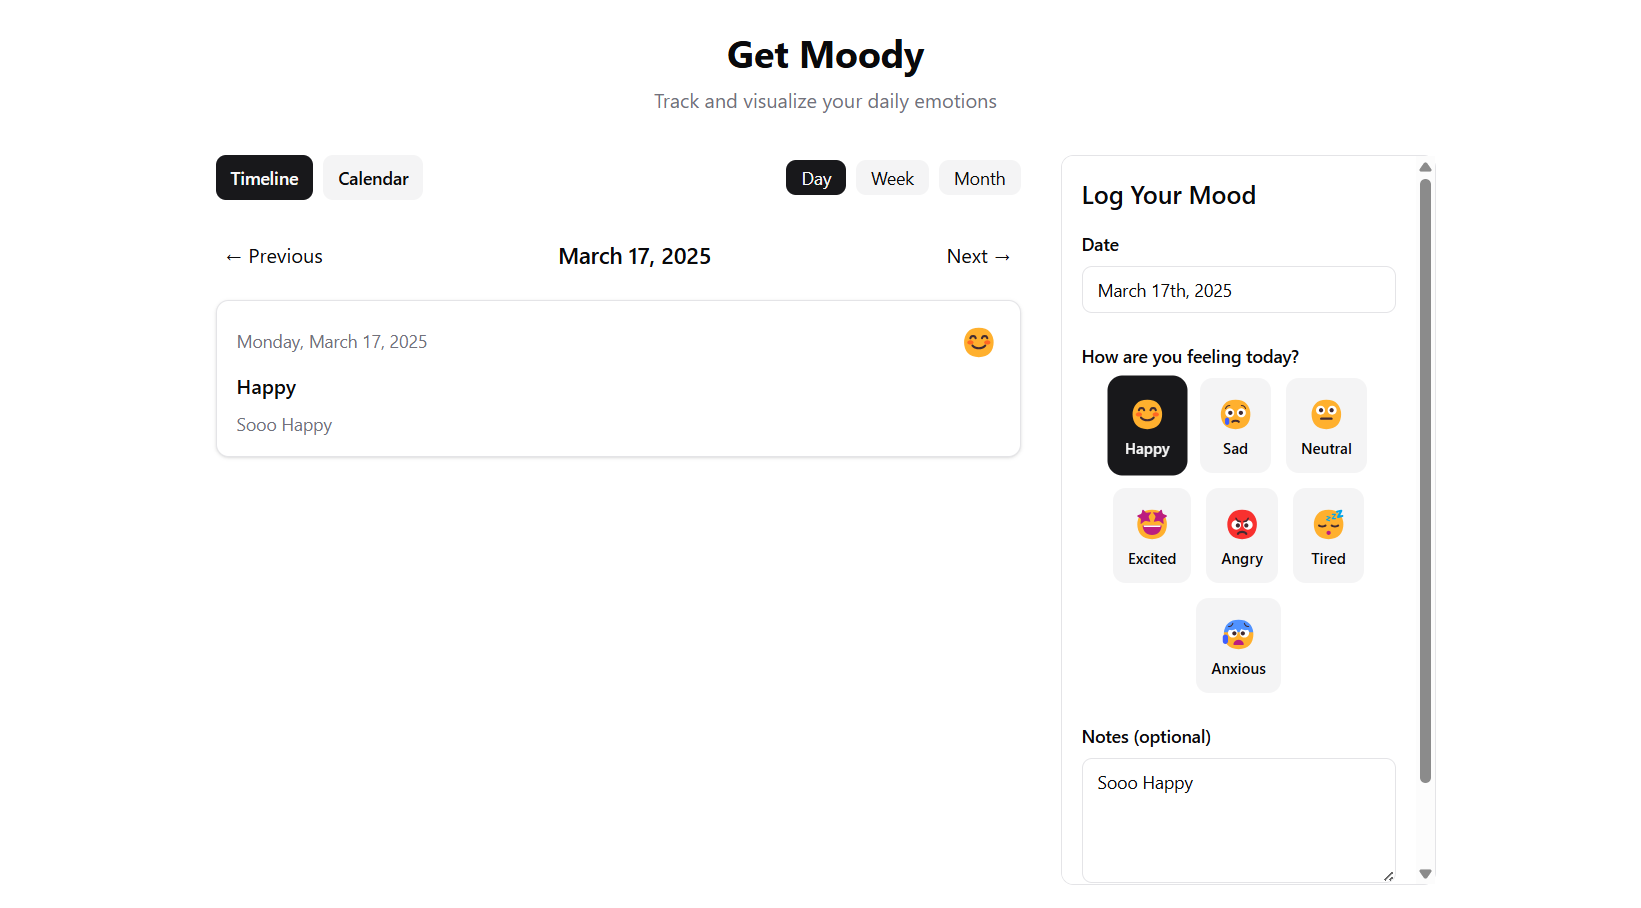 Get Moody
Track and visualize your daily emotions
Timeline Calendar Day Week Month
← Previous March 17, 2025 Next →
Monday, March 17, 2025
Happy
Sooo Happy
Log Your Mood
Date
March 17th, 2025
How are you feeling today?
Happy Sad Neutral
Excited Angry Tired
Anxious
Notes (optional)
Sooo Happy